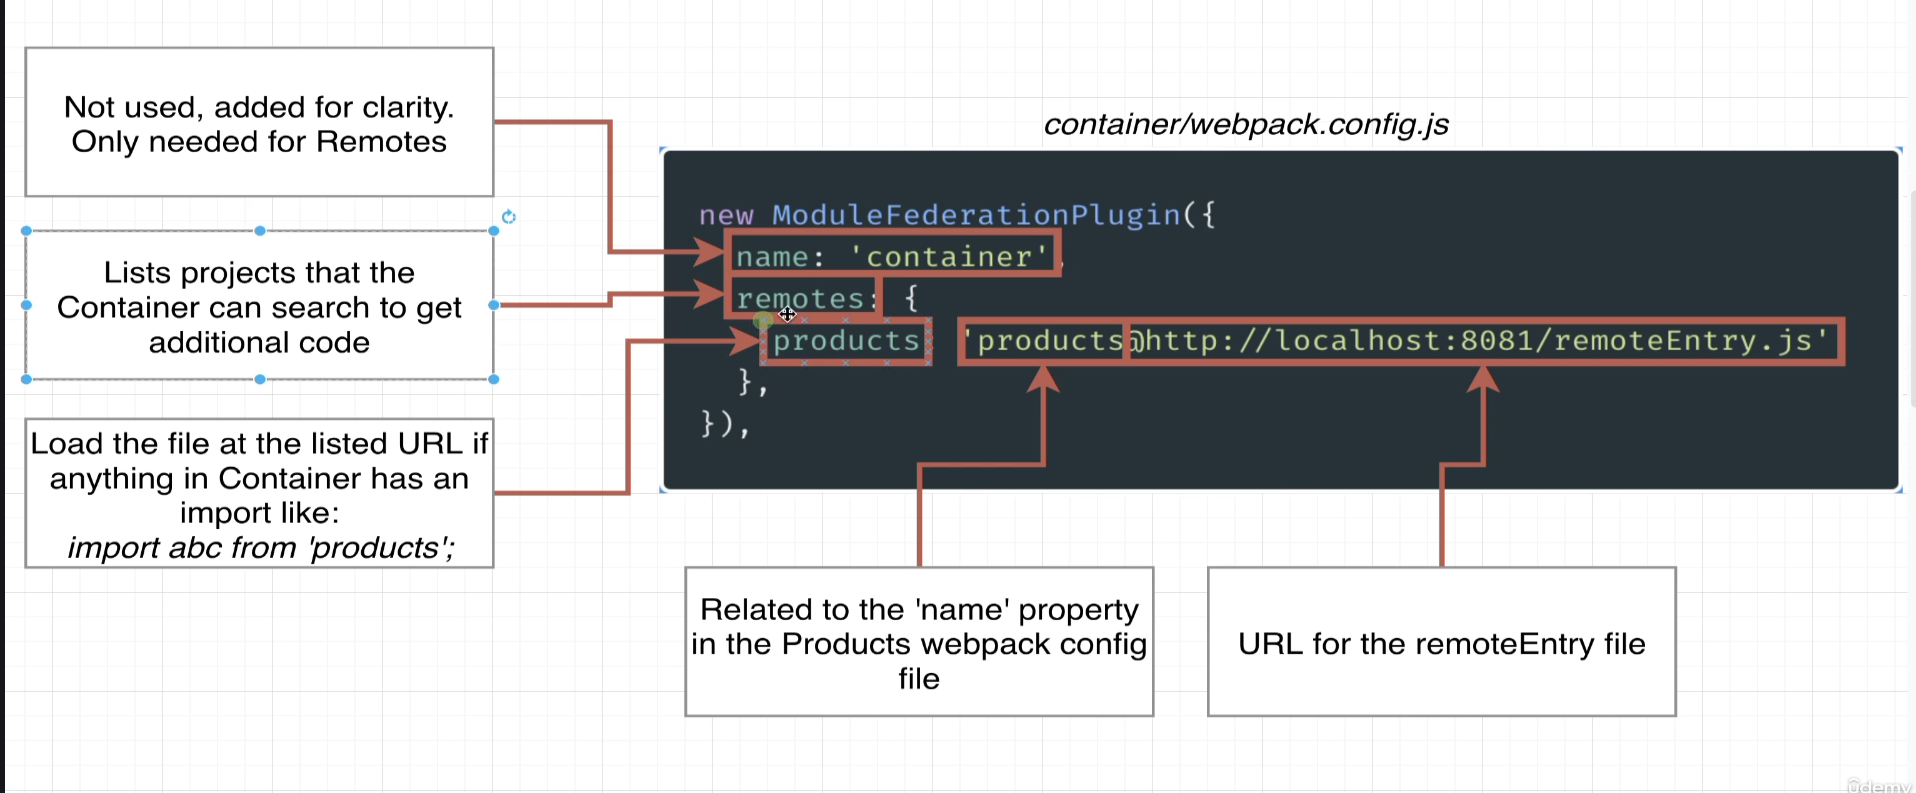 Not used, added for clarity.
Only needed for Remotes
Lists projects that the
Container can search to get
additional code
Load the file at the listed URL if
anything in Container has an
import like:
import abc from 'products';
container/webpack.config.js
new ModuleFederationPlugin({
name: 'container',
remotes: {
products 'products@http://localhost:8081/remoteEntry.js'
},
}),
Related to the 'name' property
in the Products webpack config
file
URL for the remoteEntry file
ûdemy